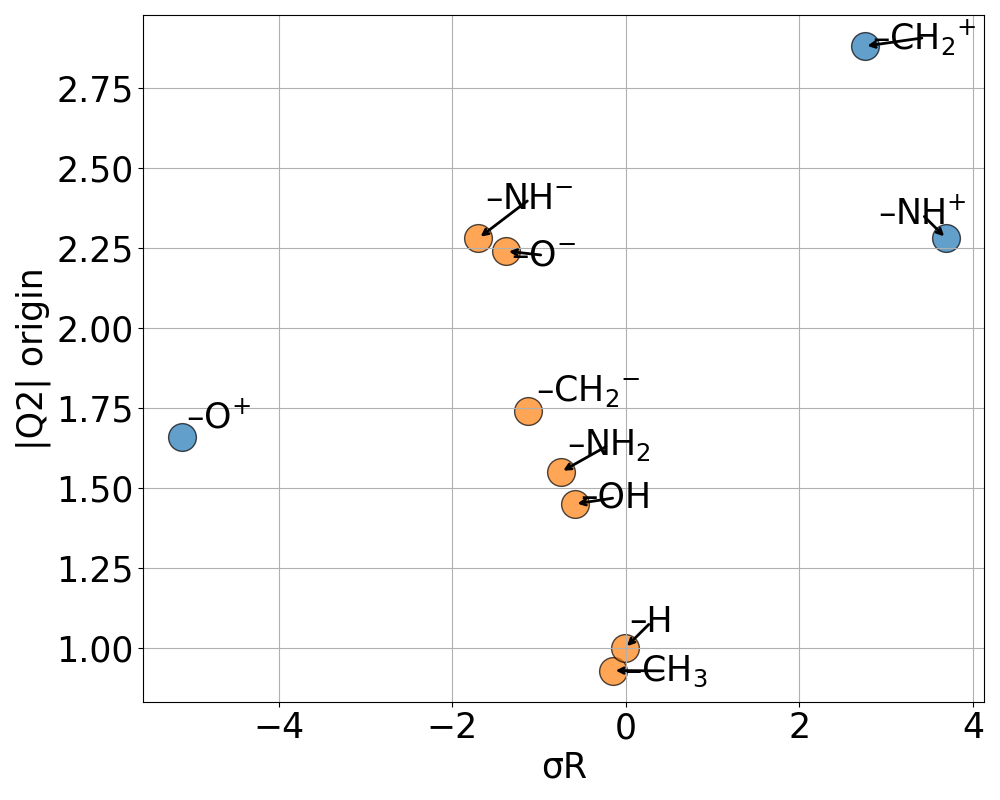 –CH₂⁺
2.75
2.50
–NH⁻
–NH⁺
2.25
–O⁻
2.00
|Q2| origin
–CH₂⁻
1.75
–O⁺
–NH₂
1.50
–OH
1.25
–H
1.00
–CH₃
−4 −2 0 2 4
σR